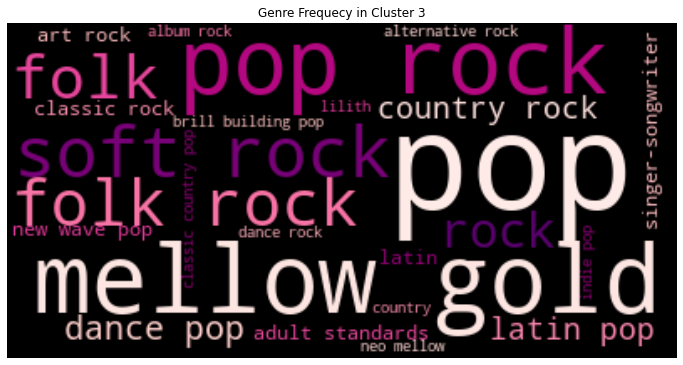 Genre Frequecy in Cluster 3
art rock
album rock
alternative rock
pop rock
folk
singer-songwriter
classic rock
lilith
country rock
brill building pop
soft rock
pop
classic country pop
folk rock
new wave pop
dance rock
rock
indie pop
latin
mellow gold
country
dance pop
adult standards
latin pop
neo mellow